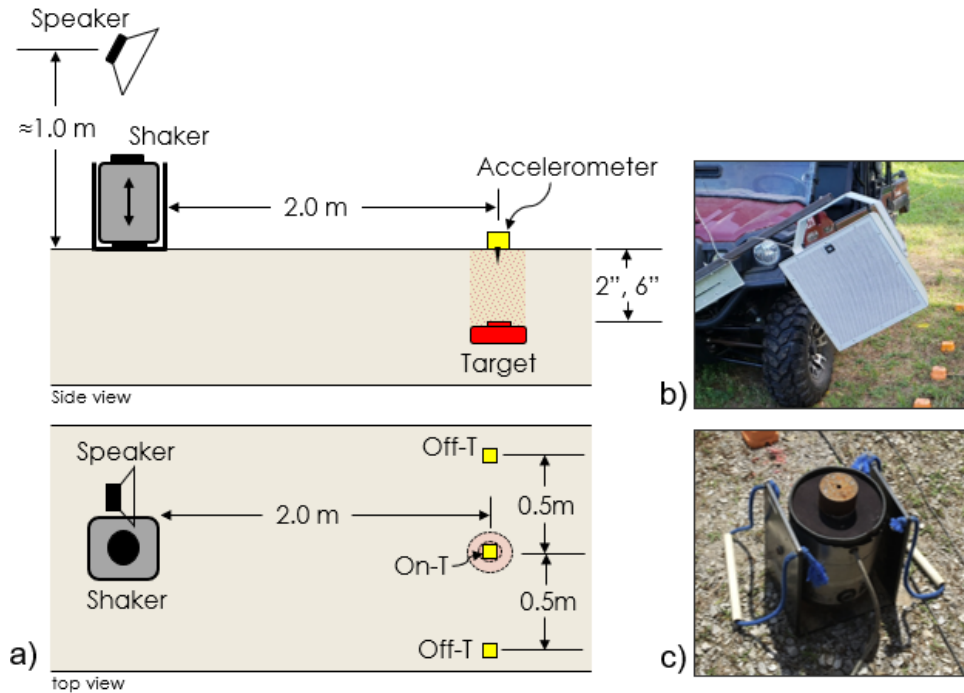 Speaker
≈1.0 m
Shaker
2.0 m
Accelerometer
2”, 6”
Target
Side view
b)
Speaker
Off-T
2.0 m
0.5m
On-T
Shaker
0.5m
Off-T
a)
top view
c)